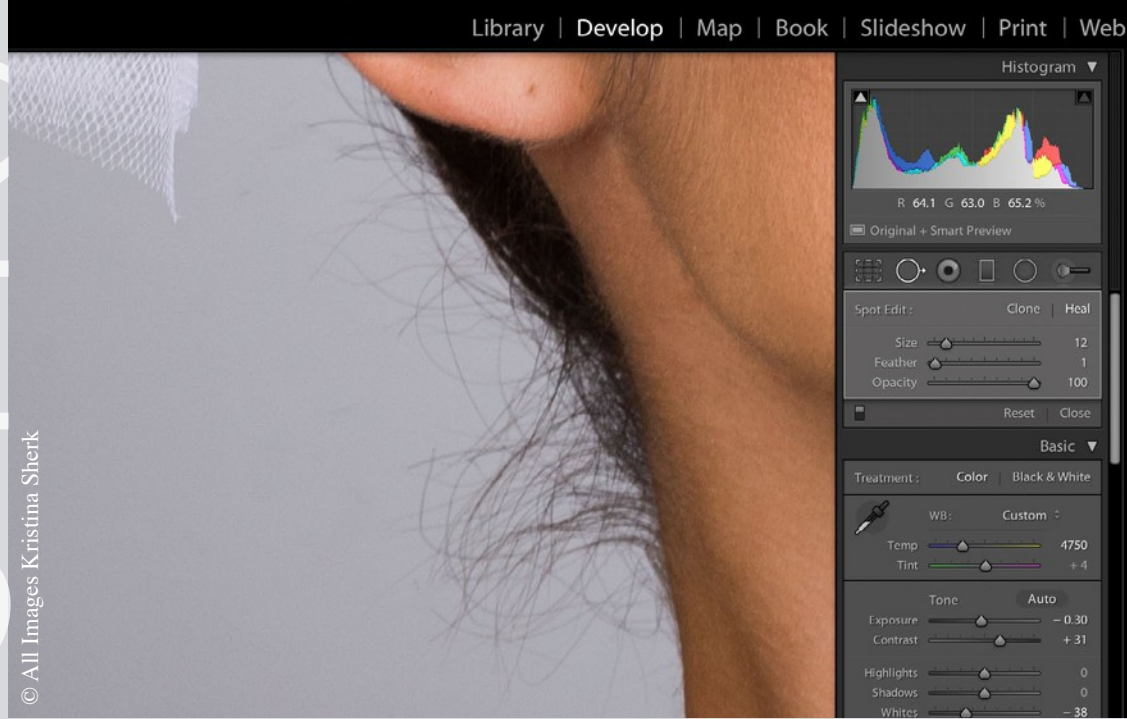 Library | Develop | Map | Book | Slideshow | Print | Web
Histogram ▼
R 64.1 G 63.0 B 65.2 %
Original + Smart Preview
Spot Edit : Clone | Heal
Size 12
Feather 1
Opacity 100
Reset | Close
Basic ▼
Treatment : Color | Black & White
WB : Custom
Temp 4750
Tint + 4
Tone Auto
Exposure − 0.30
Contrast + 31
Highlights 0
Shadows 0
Whites − 38
© All Images Kristina Sherk